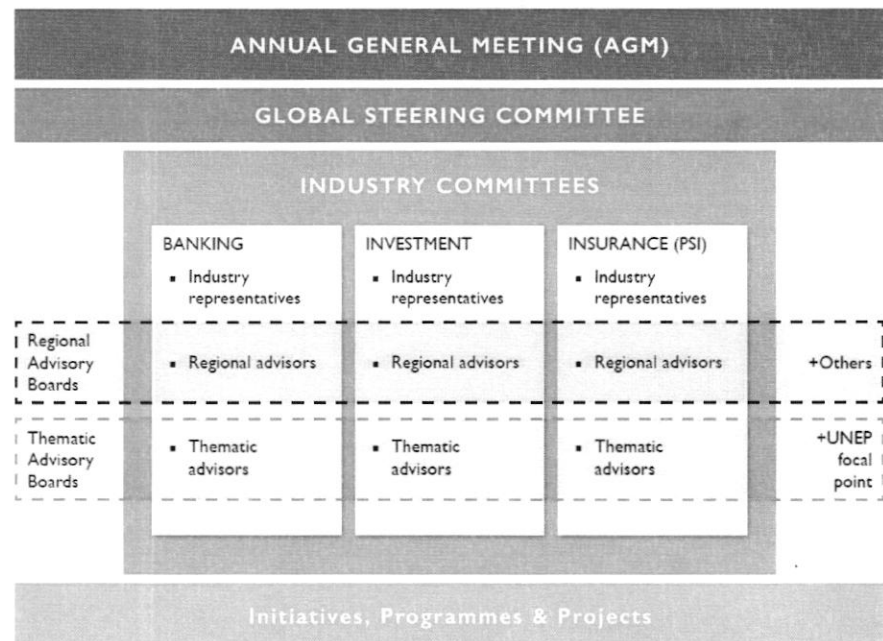 ANNUAL GENERAL MEETING (AGM)
GLOBAL STEERING COMMITTEE
INDUSTRY COMMITTEES
BANKING
▪ Industry
representatives
▪ Regional advisors
▪ Thematic
advisors
INVESTMENT
▪ Industry
representatives
▪ Regional advisors
▪ Thematic
advisors
INSURANCE (PSI)
▪ Industry
representatives
▪ Regional advisors
▪ Thematic
advisors
Regional
Advisory
Boards
+Others
Thematic
Advisory
Boards
+UNEP
focal
point
Initiatives, Programmes & Projects